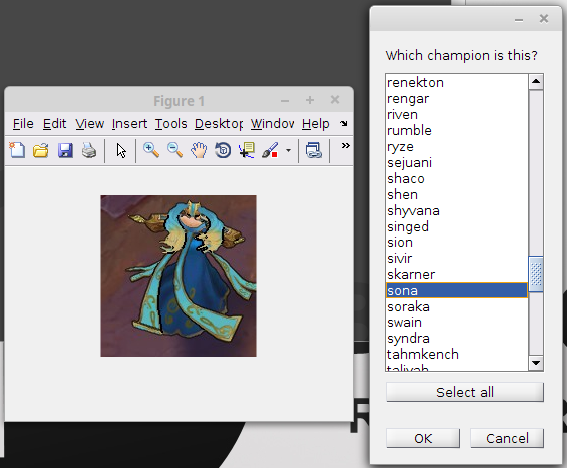 Which champion is this?
Figure 1
File Edit View Insert Tools Desktop Window Help
renekton
rengar
riven
rumble
ryze
sejuani
shaco
shen
shyvana
singed
sion
sivir
skarner
sona
soraka
swain
syndra
tahmkench
taliyah
Select all
OK
Cancel
R